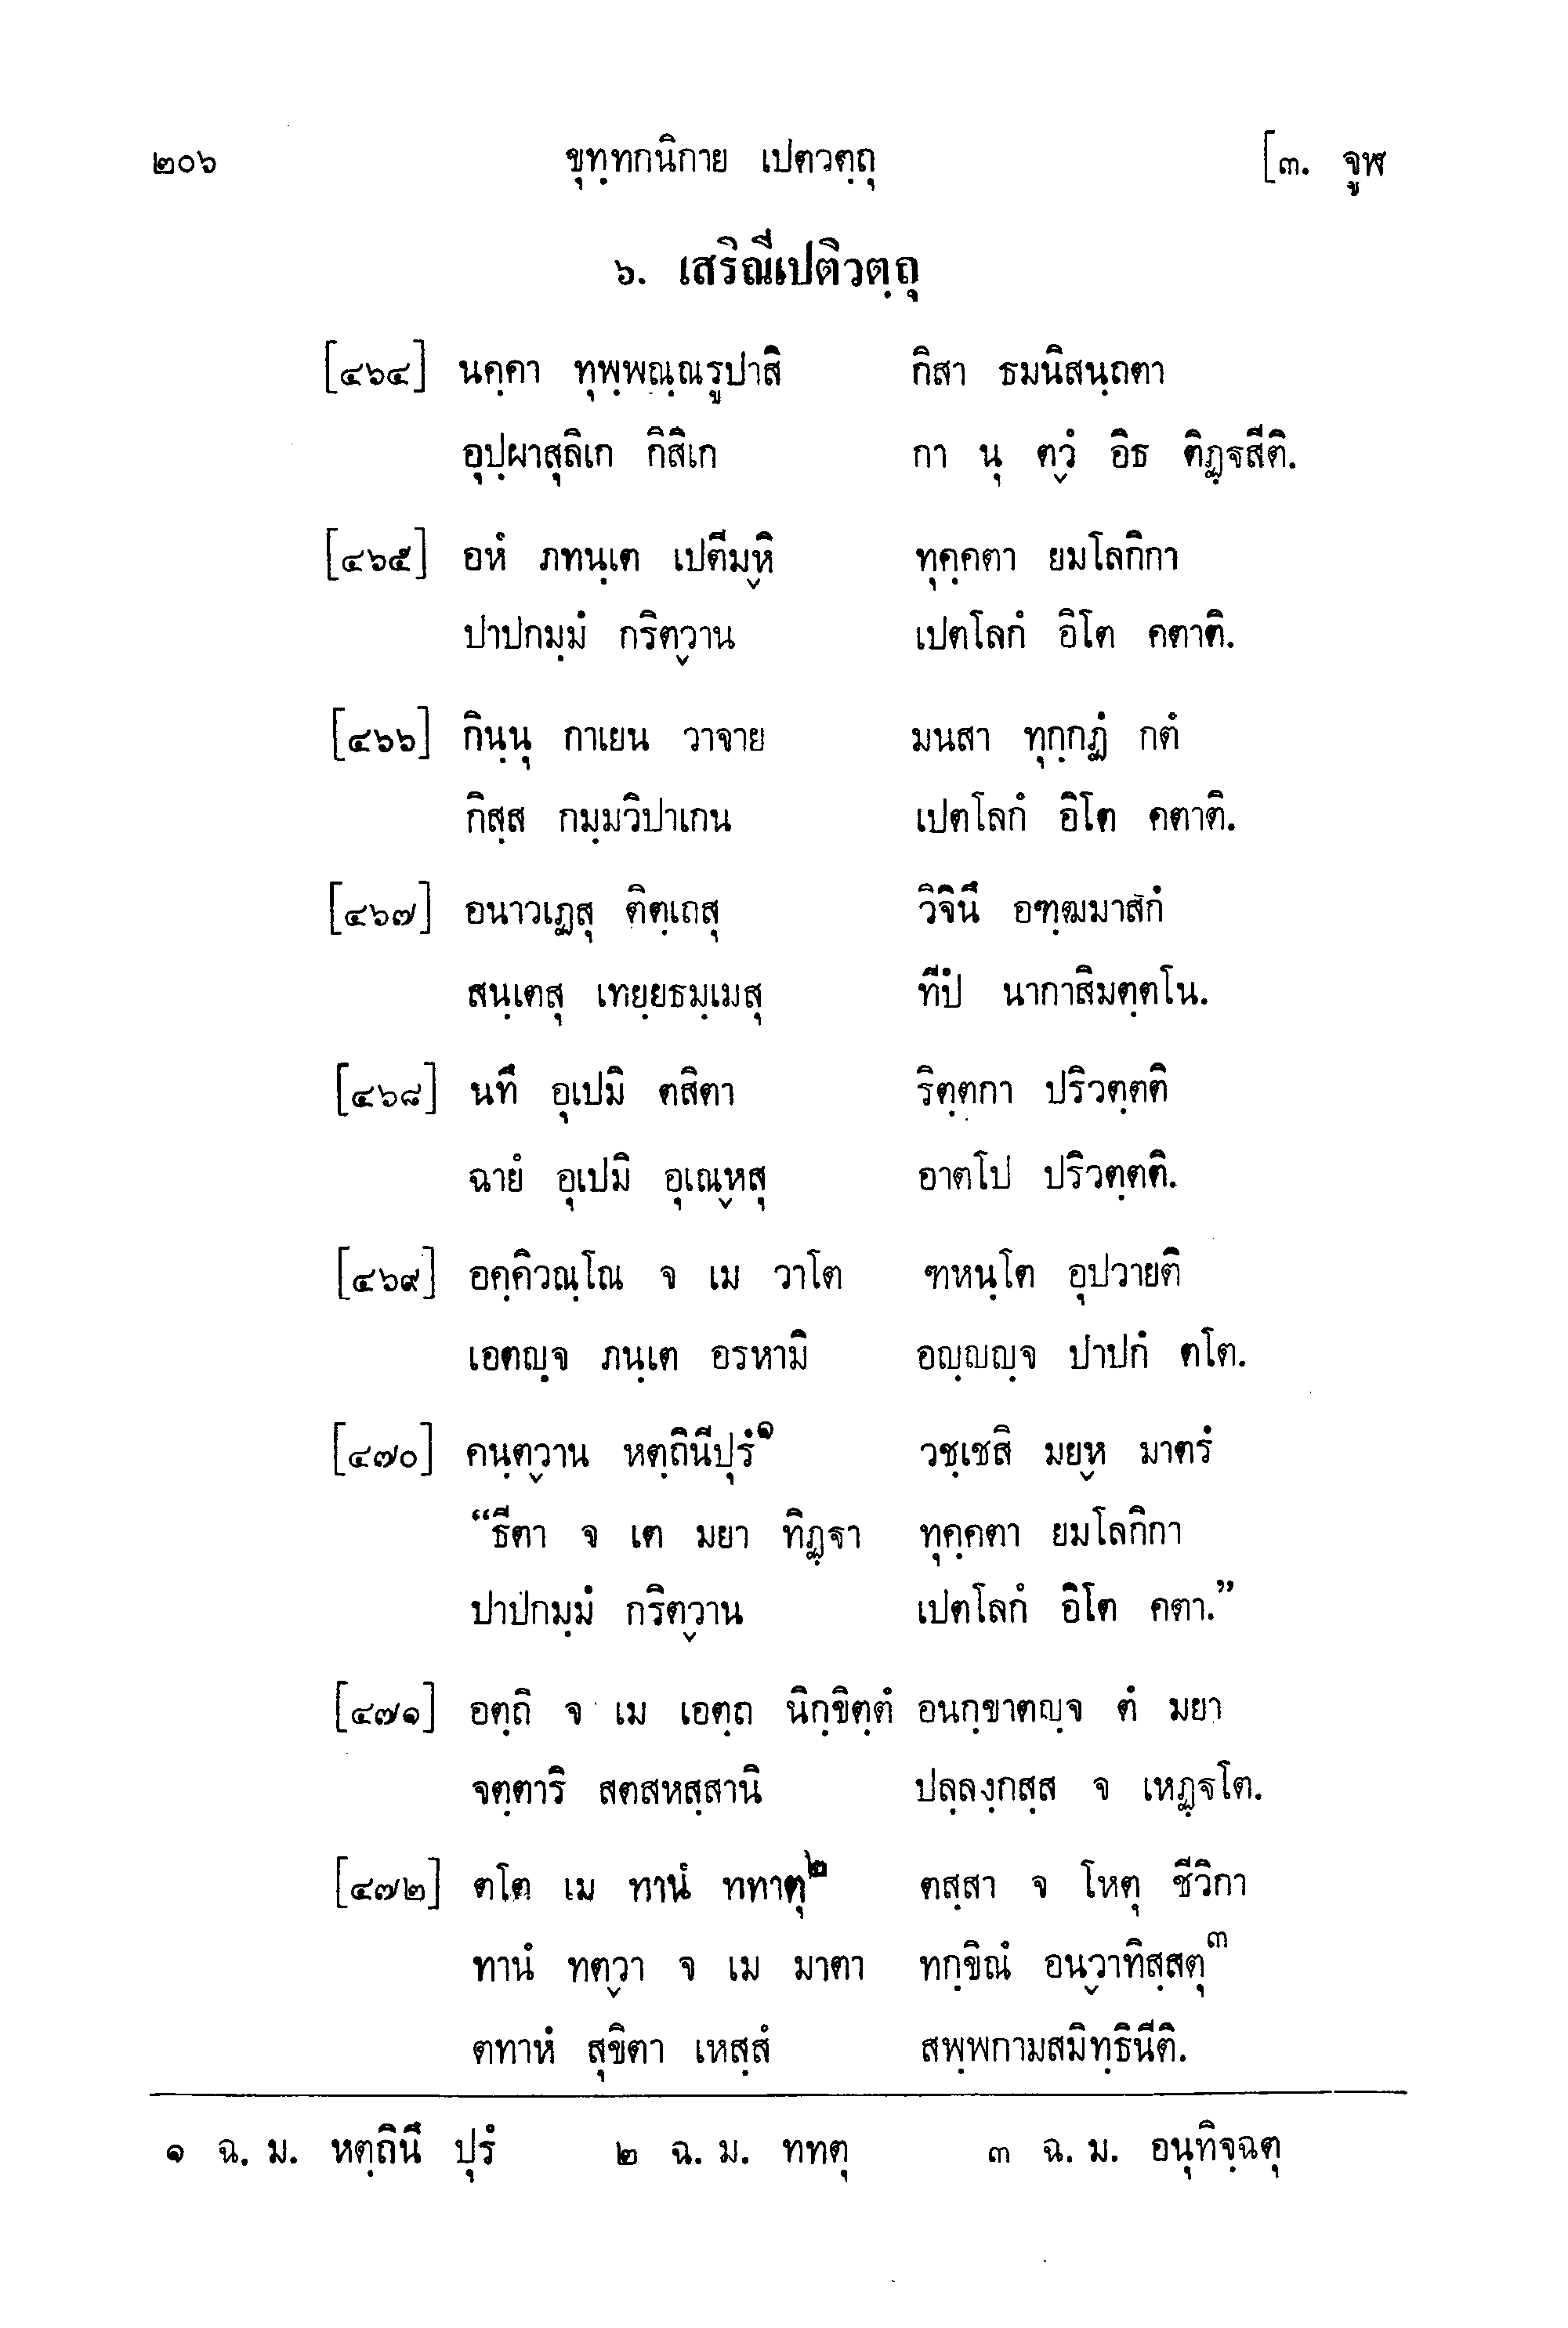 ๒๐๖ ขุทฺทกนิกาย เปตวตฺถุ [๓. จูฬ
๖. เสริณีเปติวตฺถุ
[๔๖๔] นคฺคา ทุพฺพณฺณรูปาสิ กิสา ธมนิสนฺถตา
อุปฺผาสุลิเก กิสิเก กา นุ ตฺวํ อิธ ติฏฺฐสีติ.
[๔๖๕] อหํ ภทนฺเต เปตีมฺหิ ทุคฺคตา ยมโลกิกา
ปาปกมฺมํ กริตฺวาน เปตโลกํ อิโต คตาติ.
[๔๖๖] กินฺนุ กาเยน วาจาย มนสา ทุกฺกฏํ กตํ
กิสฺส กมฺมวิปาเกน เปตโลกํ อิโต คตาติ.
[๔๖๗] อนาวเฏสุ ติตฺเถสุ วิจินึ อฑฺฒมาสกํ
สนฺเตสุ เทยฺยธมฺเมสุ ทีปํ นากาสิมตฺตโน.
[๔๖๘] นทึ อุเปมิ ตสิตา ริตฺตกา ปริวตฺตติ
ฉายํ อุเปมิ อุเณฺหสุ อาตโป ปริวตฺตติ.
[๔๖๙] อคฺคิวณฺโณ จ เม วาโต ฑหนฺโต อุปวายติ
เอตญฺจ ภนฺเต อรหามิ อญฺญญฺจ ปาปกํ ตโต.
[๔๗๐] คนฺตฺวาน หตฺถินีปุรํ๑ วชฺเชสิ มยฺห มาตรํ
“ธีตา จ เต มยา ทิฏฺฐา ทุคฺคตา ยมโลกิกา
ปาปกมฺมํ กริตฺวาน เปตโลกํ อิโต คตา.”
[๔๗๑] อตฺถิ จ เม เอตฺถ นิกฺขิตฺตํ อนกฺขาตญฺจ ตํ มยา
จตฺตาริ สตสหสฺสานิ ปลฺลงฺกสฺส จ เหฏฺฐโต.
[๔๗๒] ตโต เม ทานํ ททาตุ๒ ตสฺสา จ โหตุ ชีวิกา
ทานํ ทตฺวา จ เม มาตา ทกฺขิณํ อนฺวาทิสฺสตุ๓
ตทาหํ สุขิตา เหสฺสํ สพฺพกามสมิทฺธินีติ.
๑ ฉ. ม. หตฺถินึ ปุรํ ๒ ฉ. ม. ททตุ ๓ ฉ. ม. อนุทิจฺฉตุ